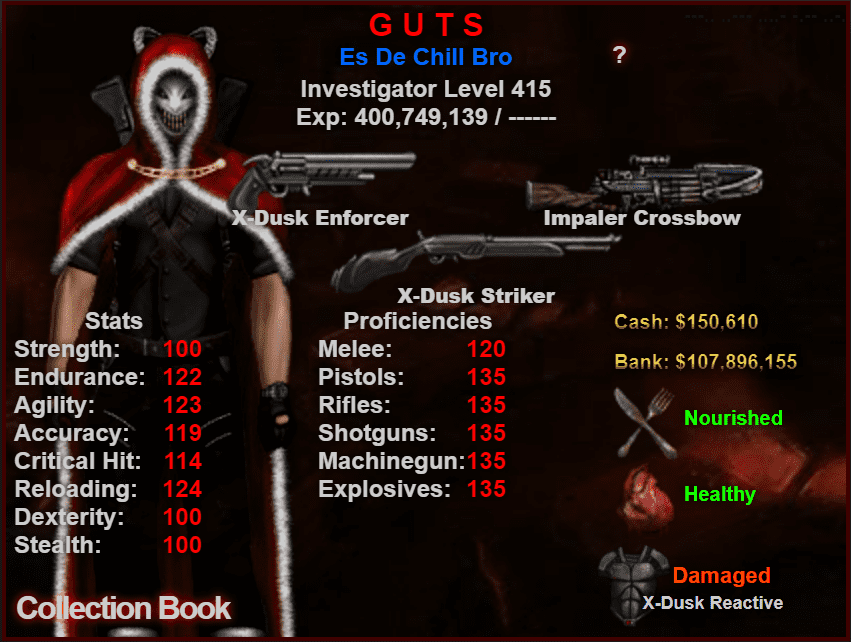 G U T S
Es De Chill Bro
?
Investigator Level 415
Exp: 400,749,139 / ------
X-Dusk Enforcer
Impaler Crossbow
X-Dusk Striker
Stats
Strength: 100
Endurance: 122
Agility: 123
Accuracy: 119
Critical Hit: 114
Reloading: 124
Dexterity: 100
Stealth: 100
Proficiencies
Melee: 120
Pistols: 135
Rifles: 135
Shotguns: 135
Machinegun: 135
Explosives: 135
Cash: $150,610
Bank: $107,896,155
Nourished
Healthy
Damaged
X-Dusk Reactive
Collection Book